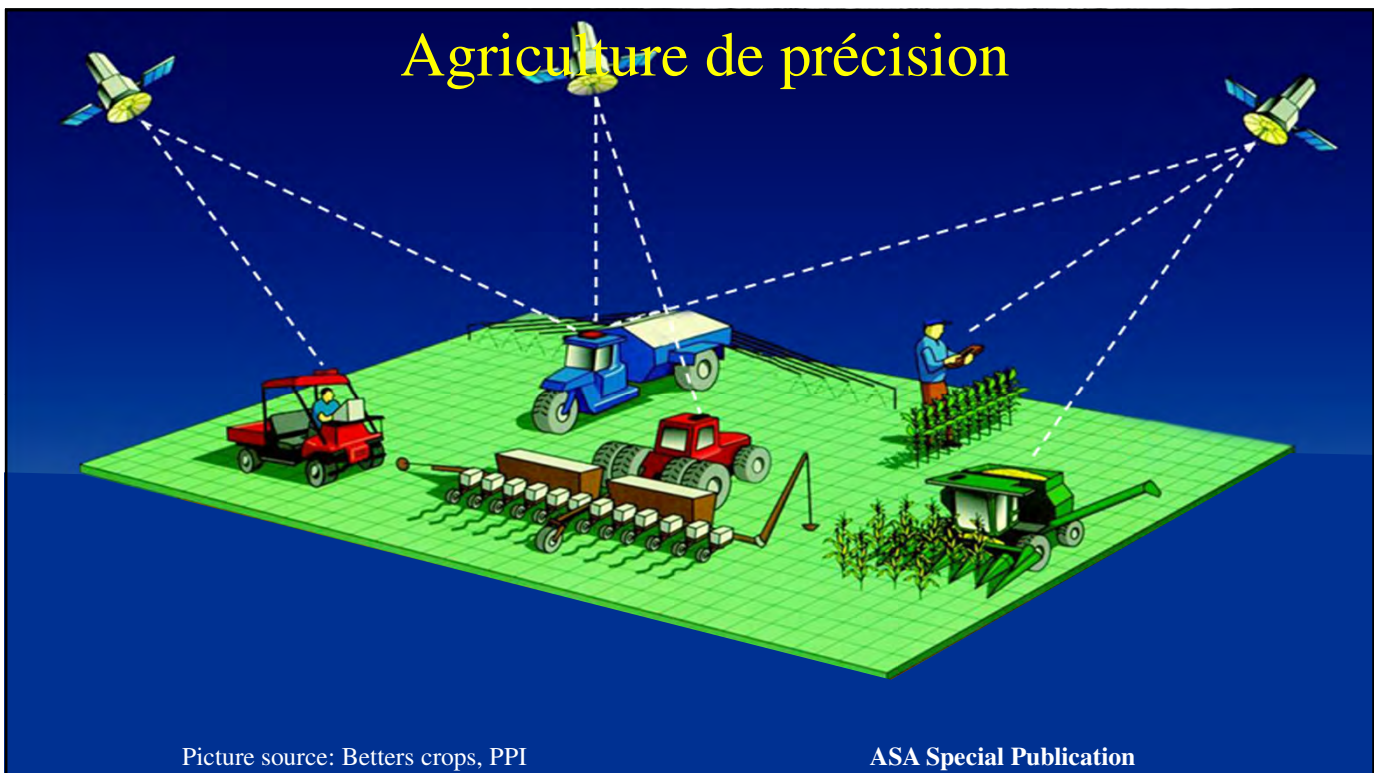 Agriculture de précision
Picture source: Betters crops, PPI
ASA Special Publication